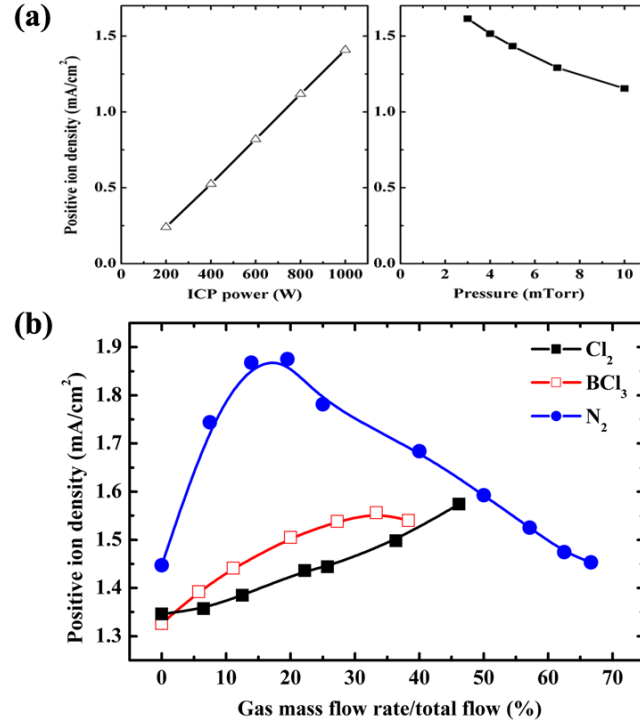 (a)
Positive ion density (mA/cm²)
1.5
1.0
0.5
0.0
0 200 400 600 800 1000
ICP power (W)
1.5
1.0
0.5
0.0
0 2 4 6 8 10
Pressure (mTorr)
(b)
Positive ion density (mA/cm²)
1.9
1.8
1.7
1.6
1.5
1.4
1.3
Cl₂
BCl₃
N₂
0 10 20 30 40 50 60 70
Gas mass flow rate/total flow (%)